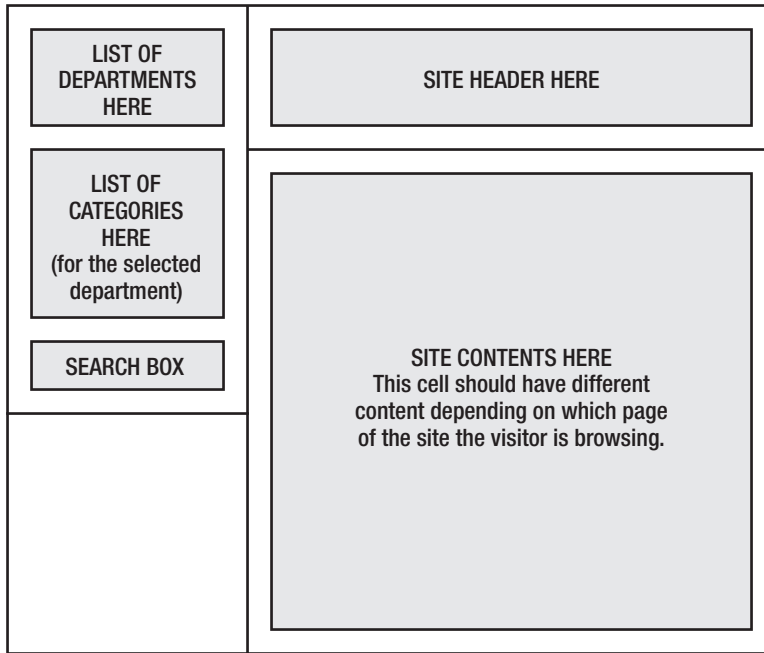 LIST OF
DEPARTMENTS
HERE
SITE HEADER HERE
LIST OF
CATEGORIES
HERE
(for the selected
department)
SEARCH BOX
SITE CONTENTS HERE
This cell should have different
content depending on which page
of the site the visitor is browsing.